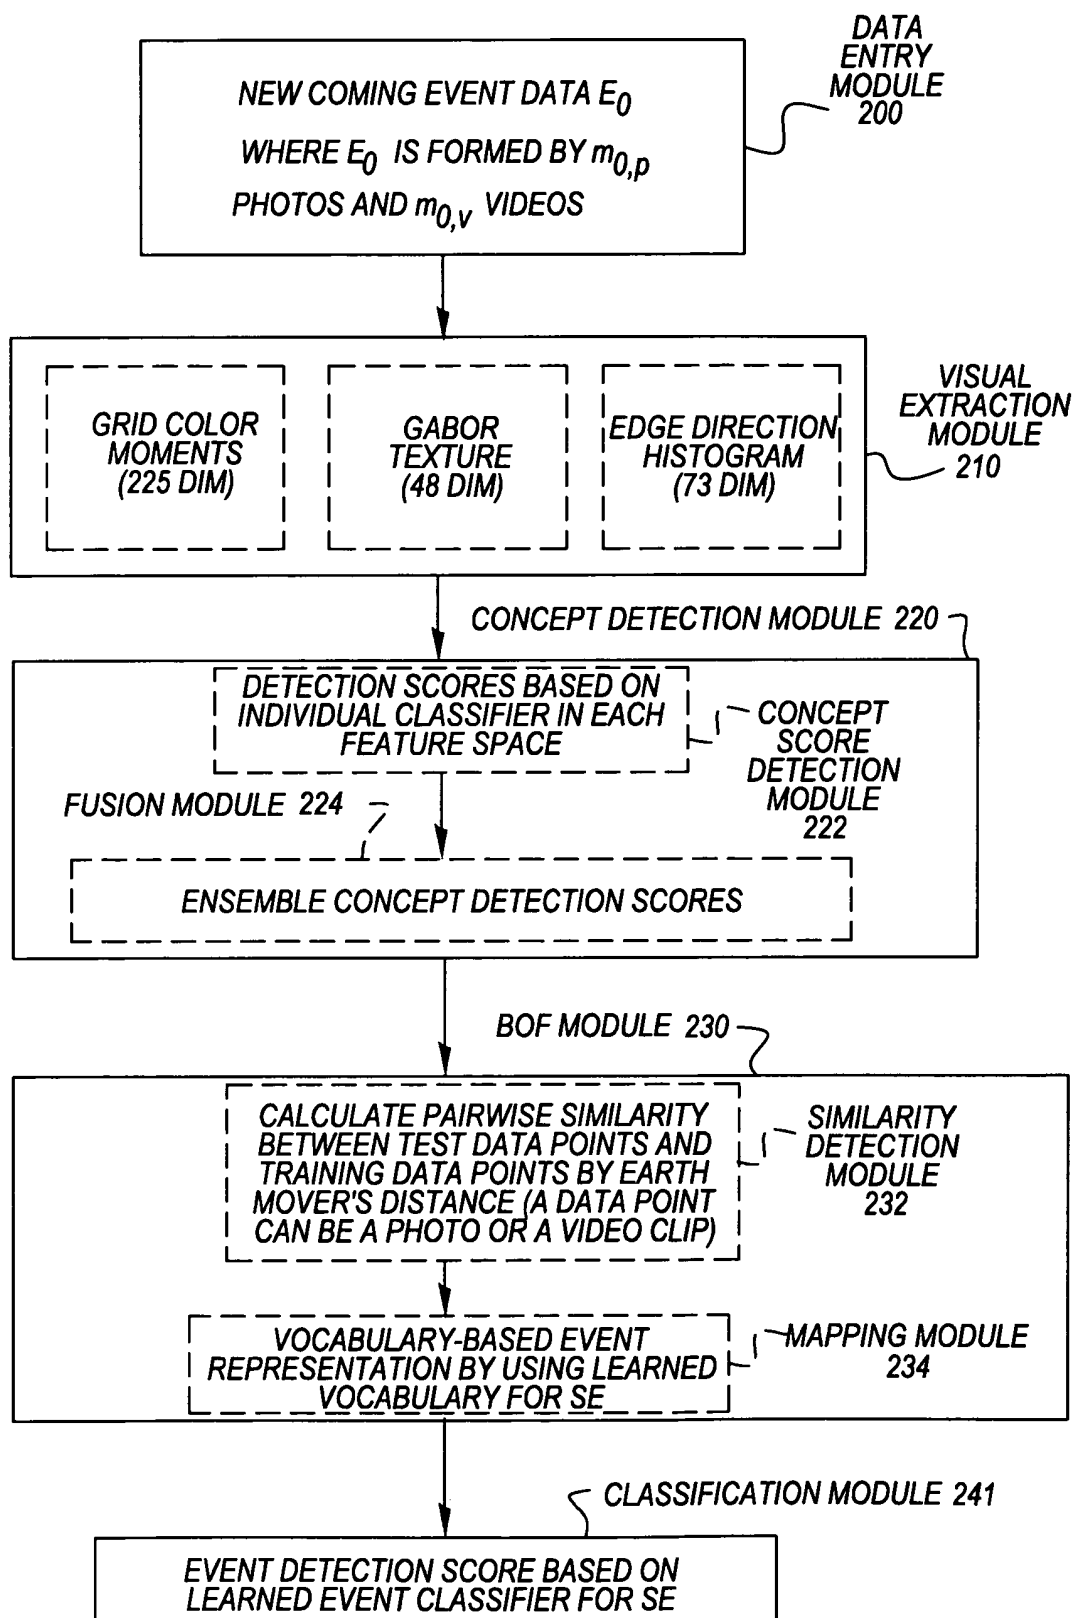 DATA
ENTRY
MODULE
200
NEW COMING EVENT DATA E0
WHERE E0 IS FORMED BY m0,p
PHOTOS AND m0,v VIDEOS
VISUAL
EXTRACTION
MODULE
210
GRID COLOR
MOMENTS
(225 DIM)
GABOR
TEXTURE
(48 DIM)
EDGE DIRECTION
HISTOGRAM
(73 DIM)
CONCEPT DETECTION MODULE 220
DETECTION SCORES BASED ON
INDIVIDUAL CLASSIFIER IN EACH
FEATURE SPACE
CONCEPT
SCORE
DETECTION
MODULE
222
FUSION MODULE 224
ENSEMBLE CONCEPT DETECTION SCORES
BOF MODULE 230
CALCULATE PAIRWISE SIMILARITY
BETWEEN TEST DATA POINTS AND
TRAINING DATA POINTS BY EARTH
MOVER'S DISTANCE (A DATA POINT
CAN BE A PHOTO OR A VIDEO CLIP)
SIMILARITY
DETECTION
MODULE
232
VOCABULARY-BASED EVENT
REPRESENTATION BY USING LEARNED
VOCABULARY FOR SE
MAPPING MODULE
234
CLASSIFICATION MODULE 241
EVENT DETECTION SCORE BASED ON
LEARNED EVENT CLASSIFIER FOR SE